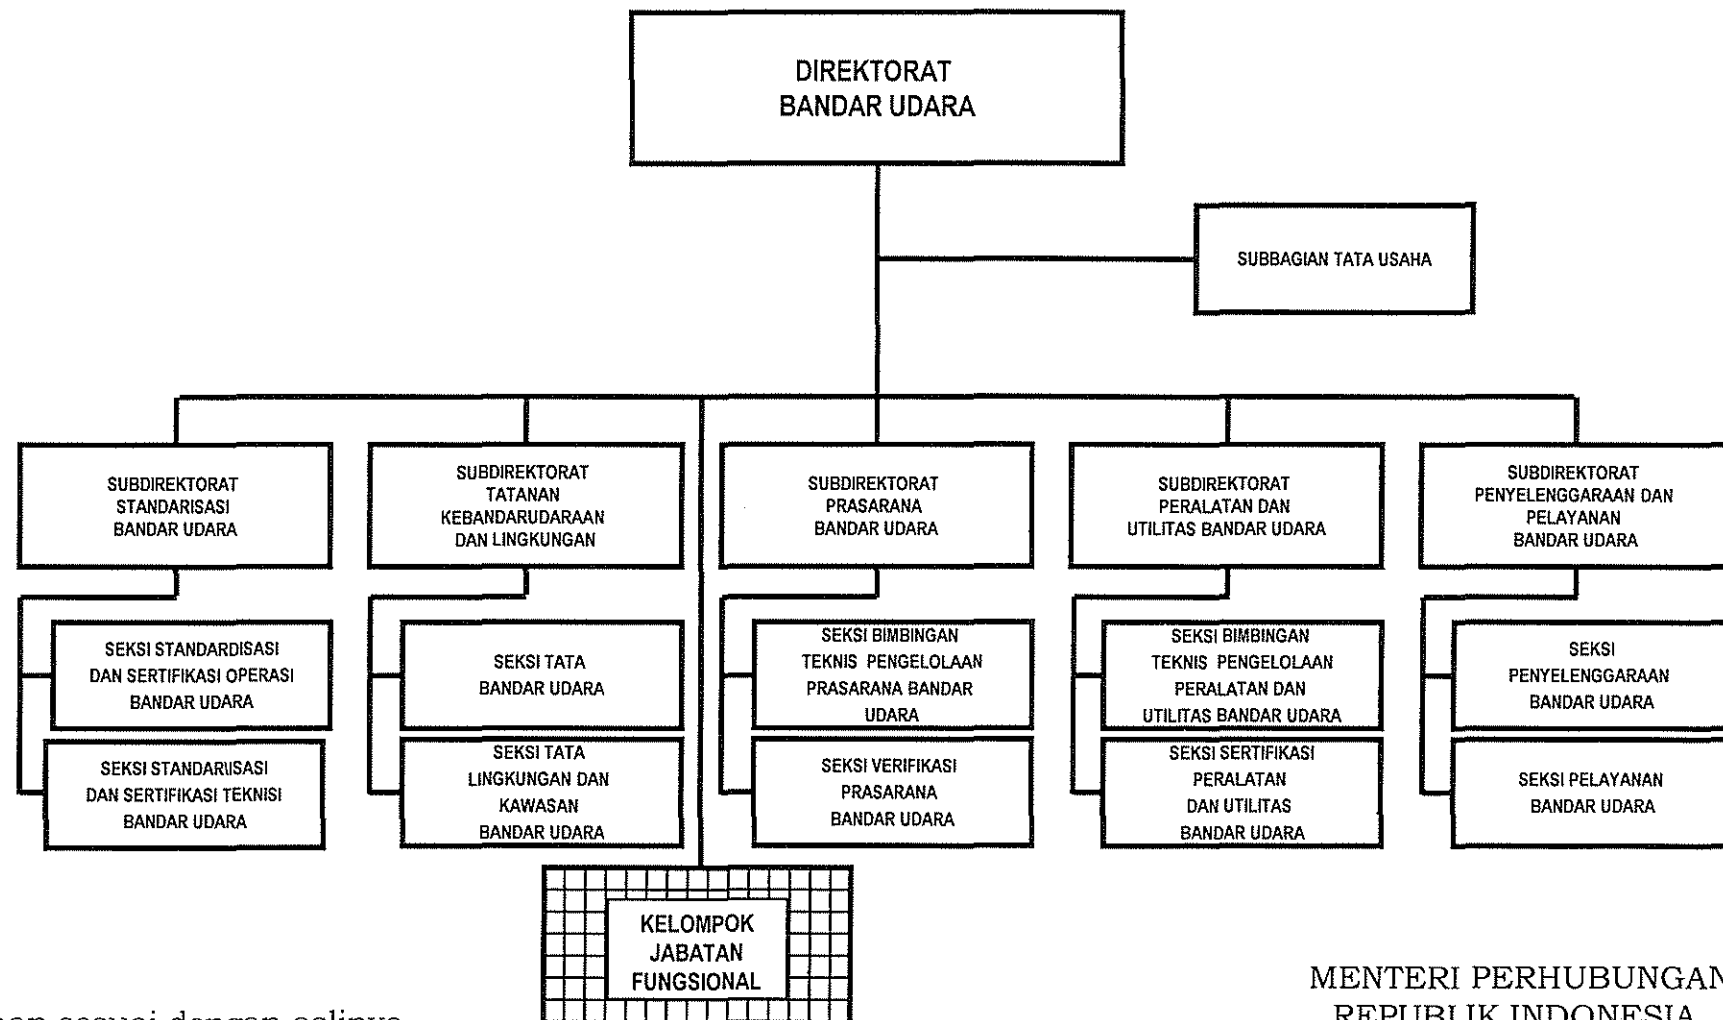 DIREKTORAT
BANDAR UDARA
SUBBAGIAN TATA USAHA
SUBDIREKTORAT
STANDARISASI
BANDAR UDARA
SUBDIREKTORAT
TATANAN
KEBANDARUDARAAN
DAN LINGKUNGAN
SUBDIREKTORAT
PRASARANA
BANDAR UDARA
SUBDIREKTORAT
PERALATAN DAN
UTILITAS BANDAR UDARA
SUBDIREKTORAT
PENYELENGGARAAN DAN
PELAYANAN
BANDAR UDARA
SEKSI STANDARDISASI
DAN SERTIFIKASI OPERASI
BANDAR UDARA
SEKSI TATA
BANDAR UDARA
SEKSI BIMBINGAN
TEKNIS PENGELOLAAN
PRASARANA BANDAR
UDARA
SEKSI BIMBINGAN
TEKNIS PENGELOLAAN
PERALATAN DAN
UTILITAS BANDAR UDARA
SEKSI
PENYELENGGARAAN
BANDAR UDARA
SEKSI STANDARIISASI
DAN SERTIFIKASI TEKNISI
BANDAR UDARA
SEKSI TATA
LINGKUNGAN DAN
KAWASAN
BANDAR UDARA
SEKSI VERIFIKASI
PRASARANA
BANDAR UDARA
SEKSI SERTIFIKASI
PERALATAN
DAN UTILITAS
BANDAR UDARA
SEKSI PELAYANAN
BANDAR UDARA
KELOMPOK
JABATAN
FUNGSIONAL
MENTERI PERHUBUNGAN
REPUBLIK INDONESIA
sesuai dengan aslinya